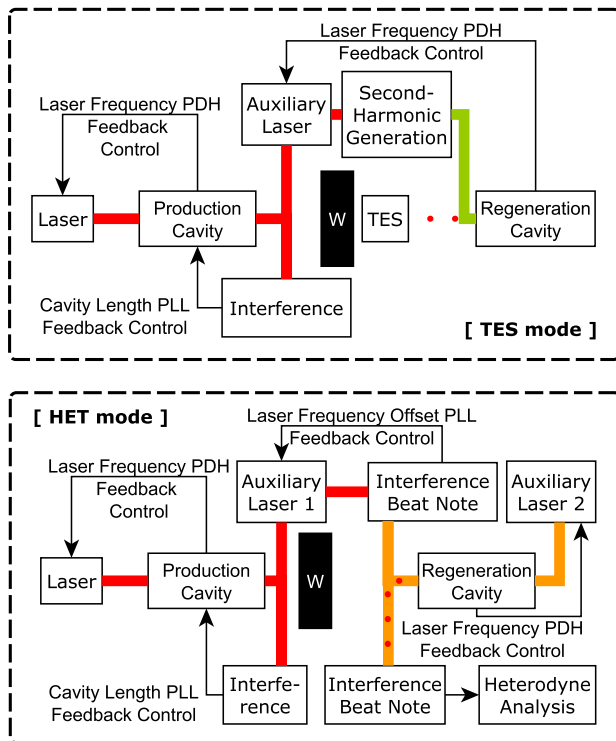 Laser Frequency PDH
Feedback Control
Auxiliary
Laser
Second-
Harmonic
Generation
Laser Frequency PDH
Feedback
Control
Laser
Production
Cavity
W
TES
Regeneration
Cavity
Cavity Length PLL
Feedback Control
Interference
[ TES mode ]
[ HET mode ]
Laser Frequency Offset PLL
Feedback Control
Laser Frequency PDH
Feedback
Control
Auxiliary
Laser 1
Interference
Beat Note
Auxiliary
Laser 2
Laser
Production
Cavity
W
Regeneration
Cavity
Laser Frequency PDH
Feedback Control
Cavity Length PLL
Feedback Control
Interfe-
rence
Interference
Beat Note
Heterodyne
Analysis